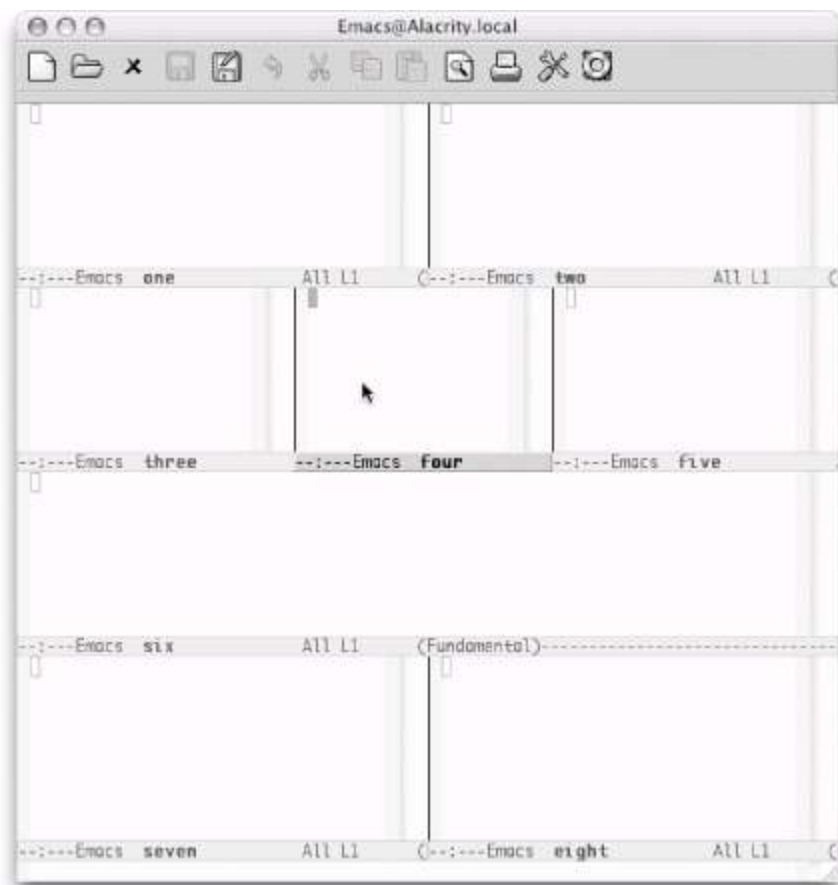 Emacs@Alacrity.local
--:---Emacs one All L1 (--:---Emacs two All L1 (
--:---Emacs three --:---Emacs four --:---Emacs five
--:---Emacs six All L1 (Fundamental)----------------------------
--:---Emacs seven All L1 (--:---Emacs eight All L1 (